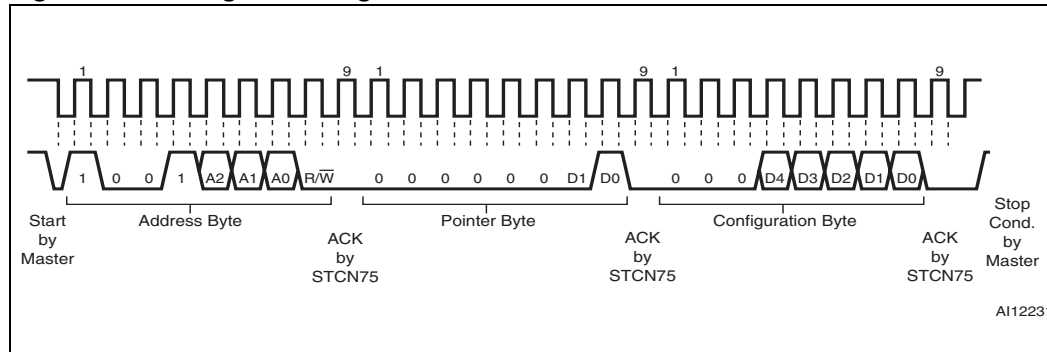 1 9 1 9 1 9
1 0 0 1 A2 A1 A0 R/W 0 0 0 0 0 0 D1 D0 0 0 0 D4 D3 D2 D1 D0
Start
by
Master
Address Byte
ACK
by
STCN75
Pointer Byte
ACK
by
STCN75
Configuration Byte
ACK
by
STCN75
Stop
Cond.
by
Master